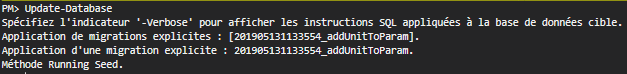 PM> Update-Database
Spécifiez l'indicateur '-Verbose' pour afficher les instructions SQL appliquées à la base de données cible.
Application de migrations explicites : [201905131133554_addUnitToParam].
Application d'une migration explicite : 201905131133554_addUnitToParam.
Méthode Running Seed.